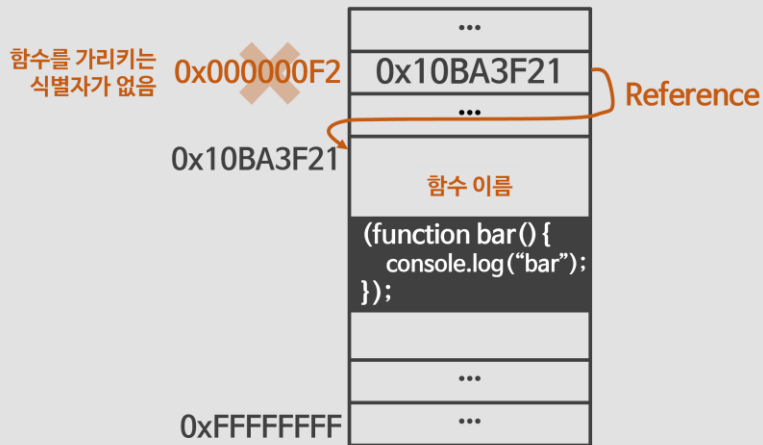 ...
함수를 가리키는
식별자가 없음
0x000000F2
0x10BA3F21
Reference
...
0x10BA3F21
함수 이름
(function bar() {
console.log(“bar”);
});
...
0xFFFFFFFF
...